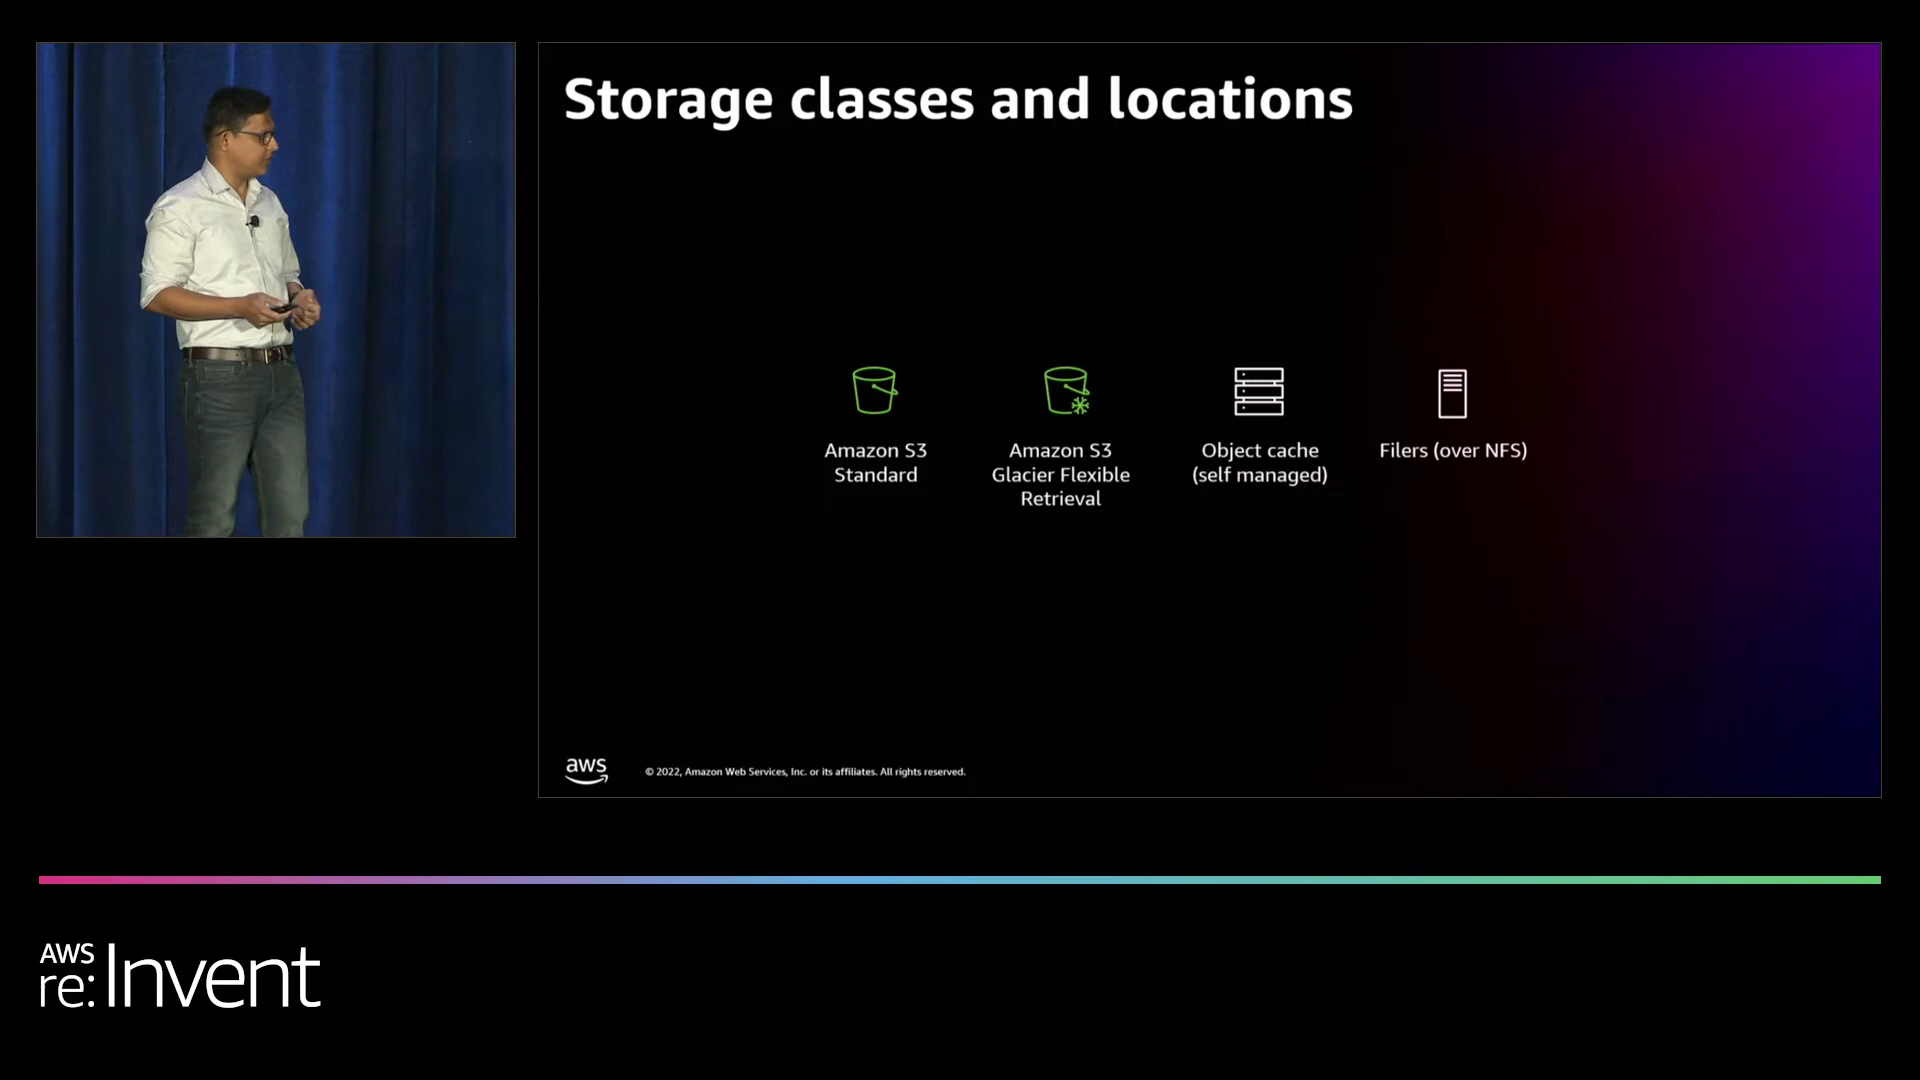 Storage classes and locations
Amazon S3
Standard
Amazon S3
Glacier Flexible
Retrieval
Object cache
(self managed)
Filers (over NFS)
aws
© 2022, Amazon Web Services, Inc. or its affiliates. All rights reserved.
AWS
re:Invent